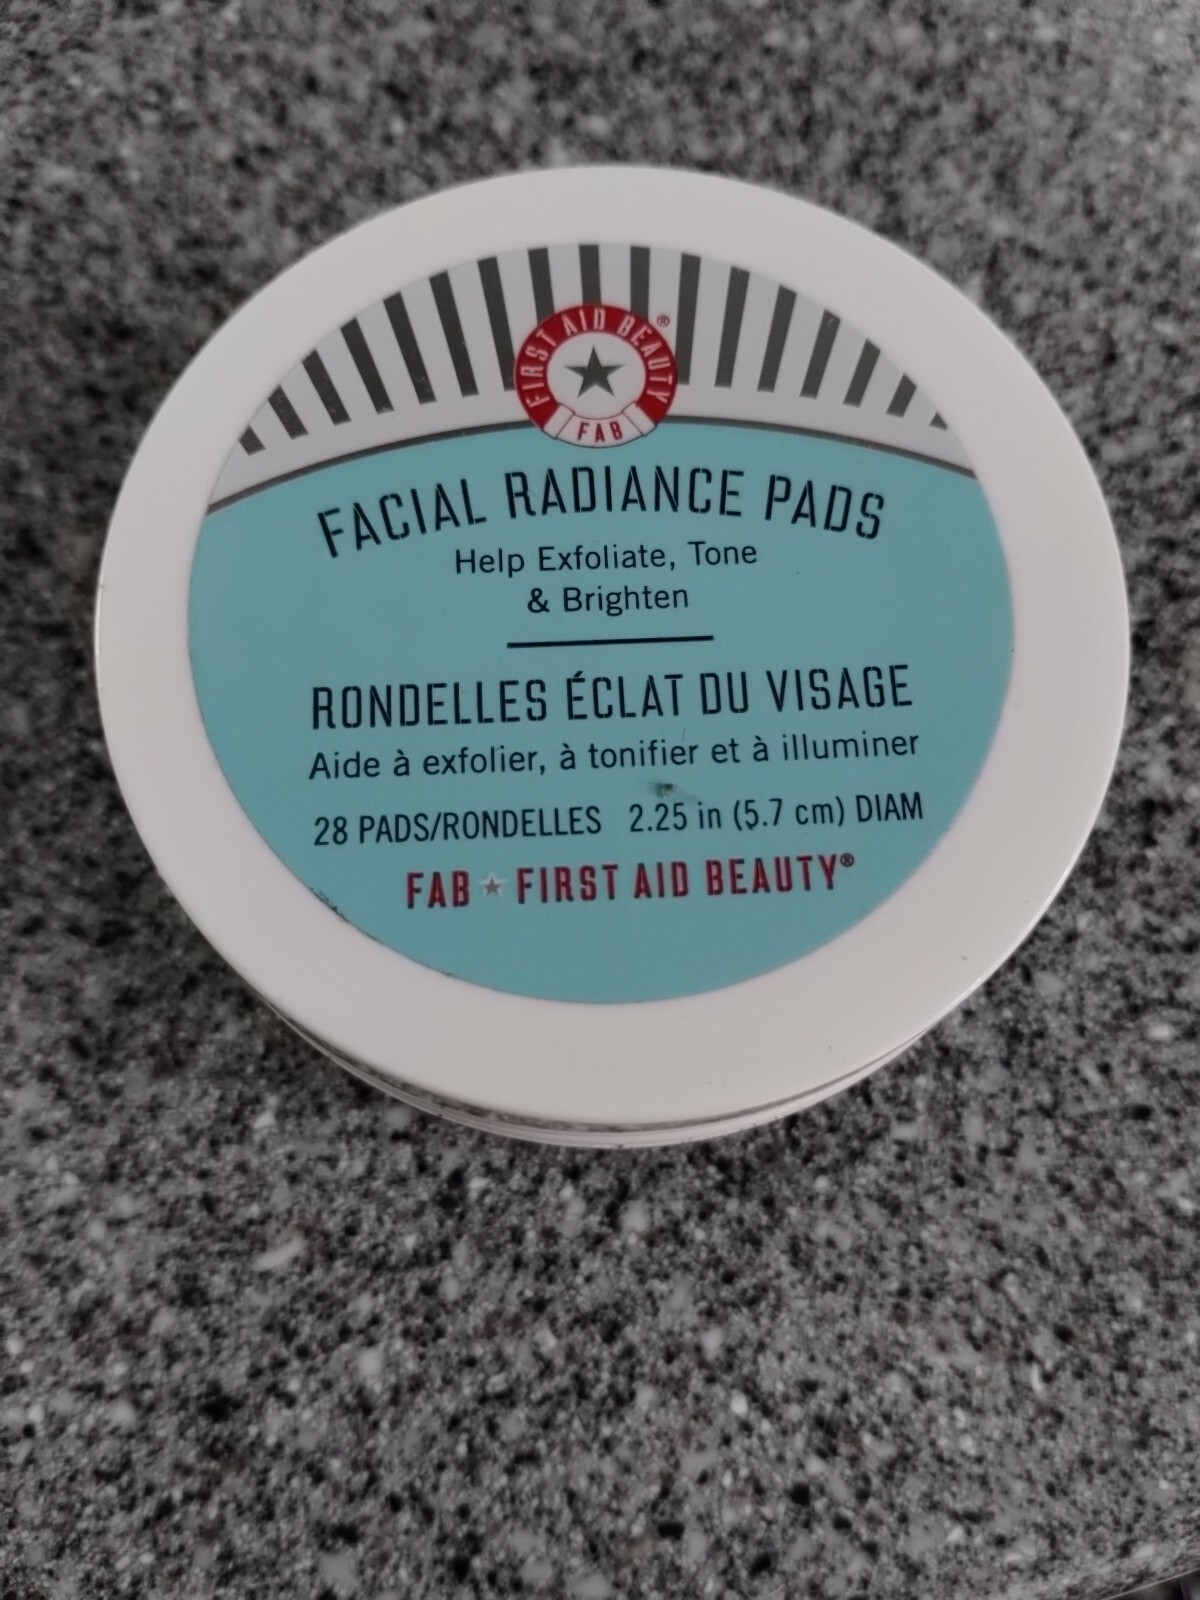 FIRST AID BEAUTY®
FAB
FACIAL RADIANCE PADS
Help Exfoliate, Tone
& Brighten
RONDELLES ÉCLAT DU VISAGE
Aide à exfolier, à tonifier et à illuminer
28 PADS/RONDELLES 2.25 in (5.7 cm) DIAM
FAB ★ FIRST AID BEAUTY®